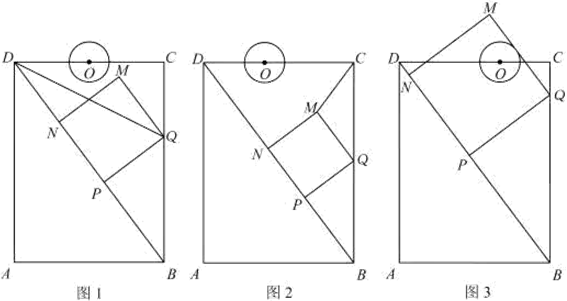 D O C M N Q P A B 图1
D O C M N Q P A B 图2
M D O C N Q P A B 图3